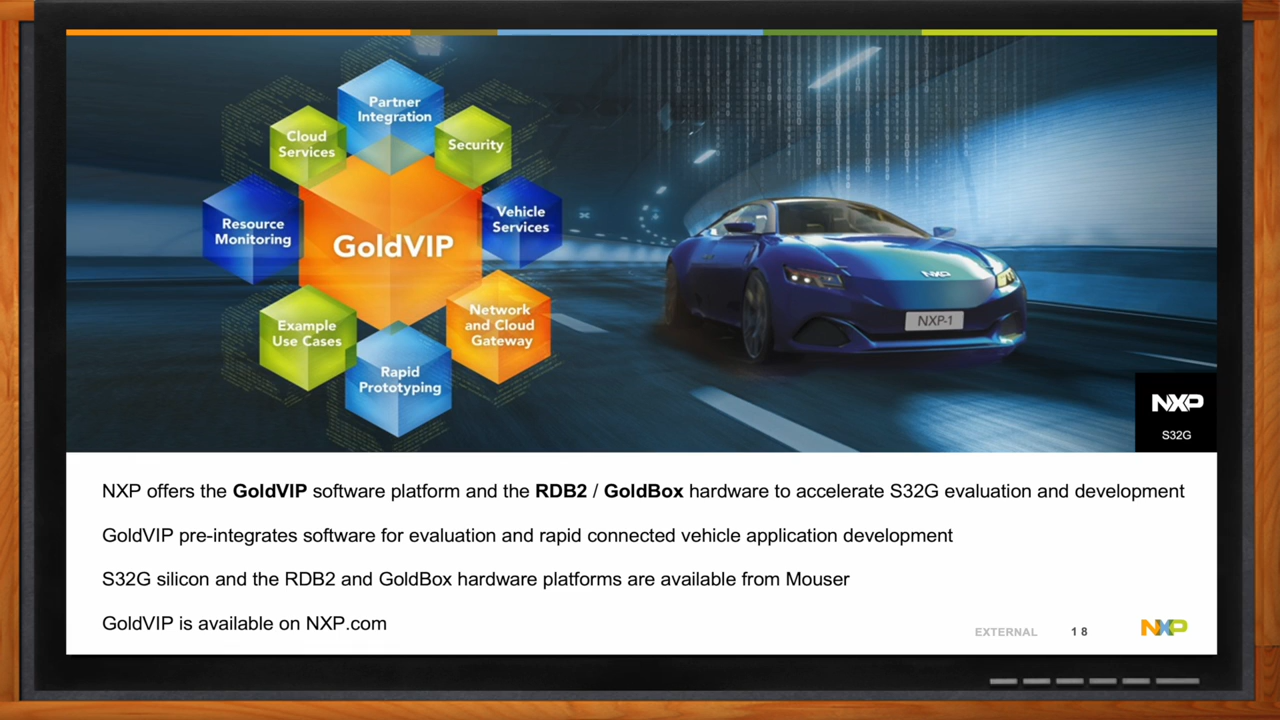 Partner
Integration
Cloud
Services
Security
Resource
Monitoring
GoldVIP
Vehicle
Services
Example
Use Cases
Network
and Cloud
Gateway
Rapid
Prototyping
NXP
NXP-1
NXP
S32G
NXP offers the GoldVIP software platform and the RDB2 / GoldBox hardware to accelerate S32G evaluation and development
GoldVIP pre-integrates software for evaluation and rapid connected vehicle application development
S32G silicon and the RDB2 and GoldBox hardware platforms are available from Mouser
GoldVIP is available on NXP.com
EXTERNAL 18
NXP